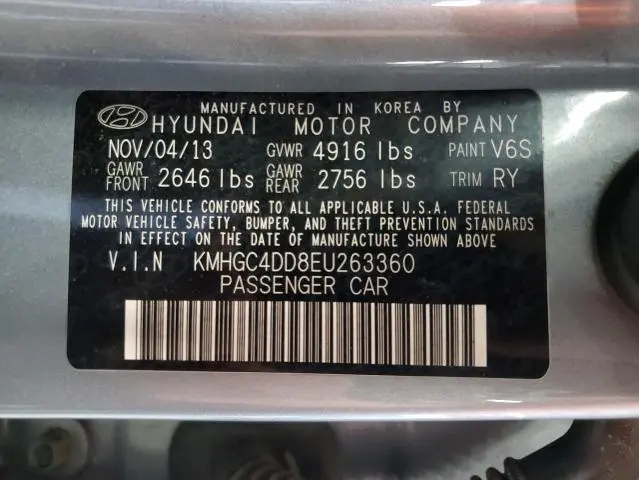 MANUFACTURED IN KOREA BY
HYUNDAI MOTOR COMPANY
NOV/04/13 GVWR 4916 lbs PAINT V6S
GAWR FRONT 2646 lbs GAWR REAR 2756 lbs TRIM RY
THIS VEHICLE CONFORMS TO ALL APPLICABLE U.S.A. FEDERAL
MOTOR VEHICLE SAFETY, BUMPER, AND THEFT PREVENTION STANDARDS
IN EFFECT ON THE DATE OF MANUFACTURE SHOWN ABOVE
V.I.N KMHGC4DD8EU263360
PASSENGER CAR